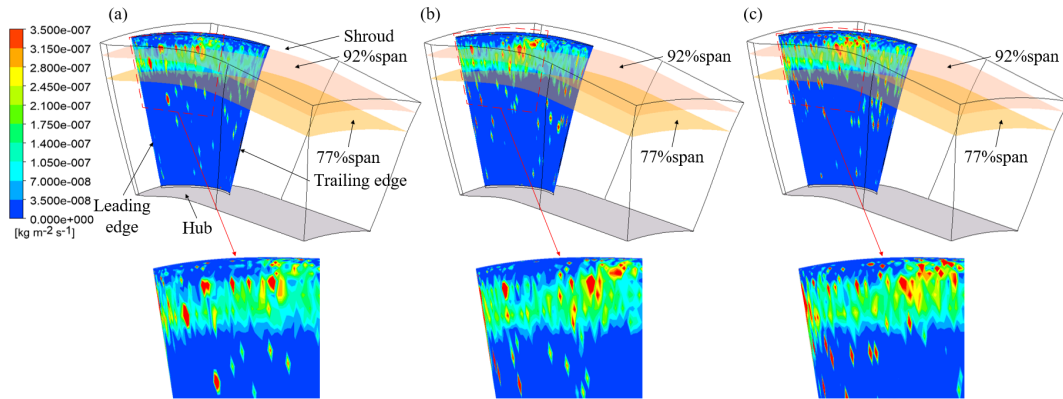 (a)
(b)
(c)
3.500e-007
3.150e-007
2.800e-007
2.450e-007
2.100e-007
1.750e-007
1.400e-007
1.050e-007
7.000e-008
3.500e-008
0.000e+000
[kg m^-2 s^-1]
Shroud
92%span
77%span
Trailing edge
Leading
edge
Hub
92%span
77%span
92%span
77%span